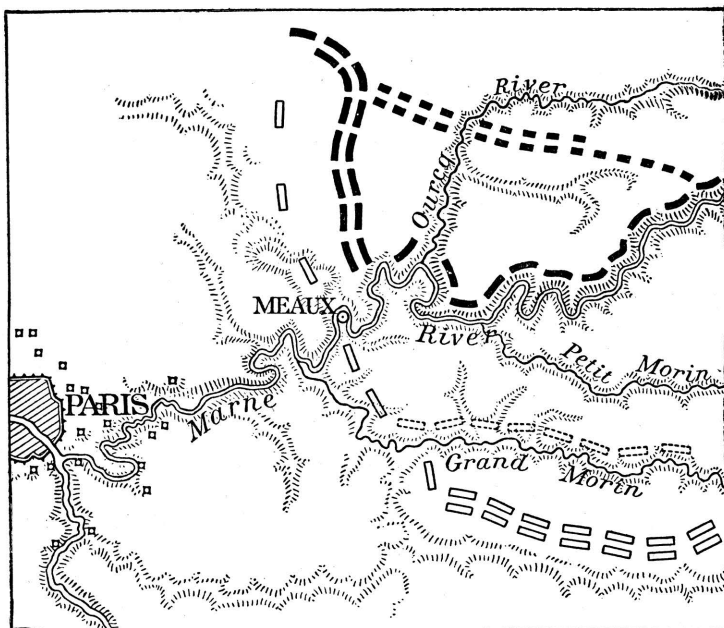 River
Ourcq
MEAUX
River
Petit Morin
PARIS
Marne
Grand Morin